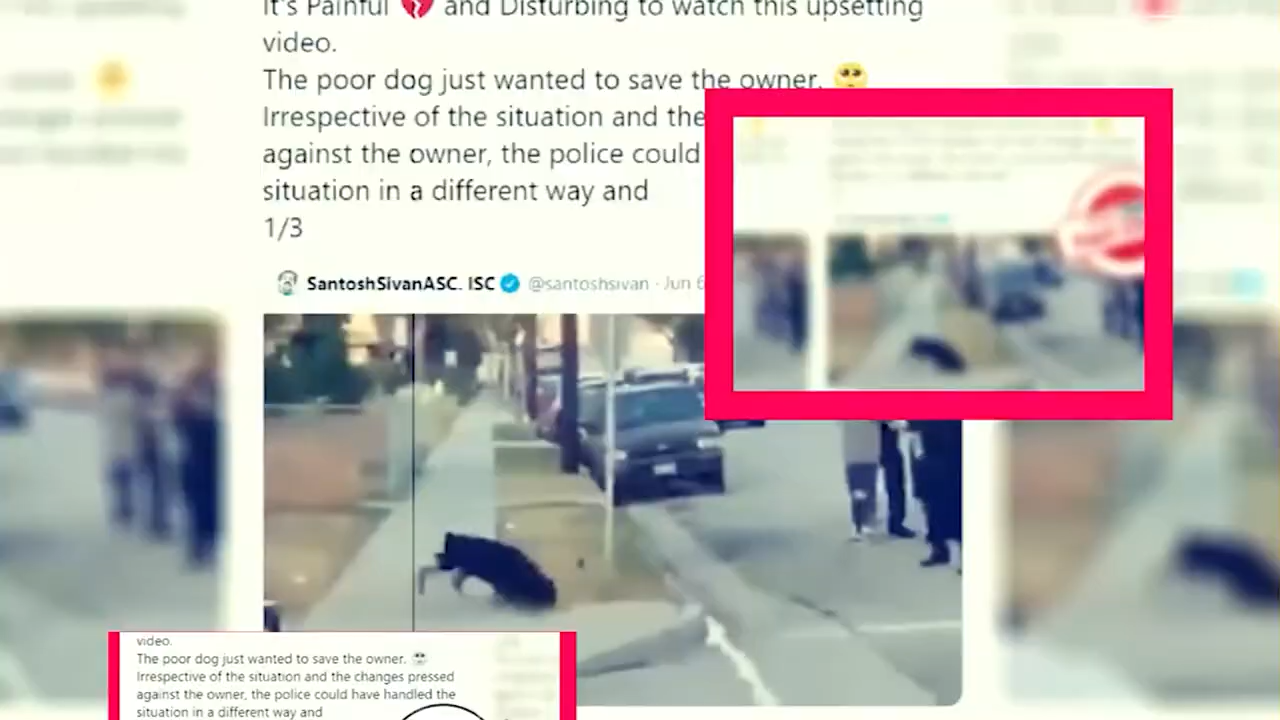 It's Painful 💔 and Disturbing to watch this upsetting
video.
The poor dog just wanted to save the owner. 🥺
Irrespective of the situation and the
against the owner, the police could
situation in a different way and
1/3
SantoshSivanASC. ISC @santoshsivan · Jun 6
video.
The poor dog just wanted to save the owner. 🥺
Irrespective of the situation and the changes pressed
against the owner, the police could have handled the
situation in a different way and